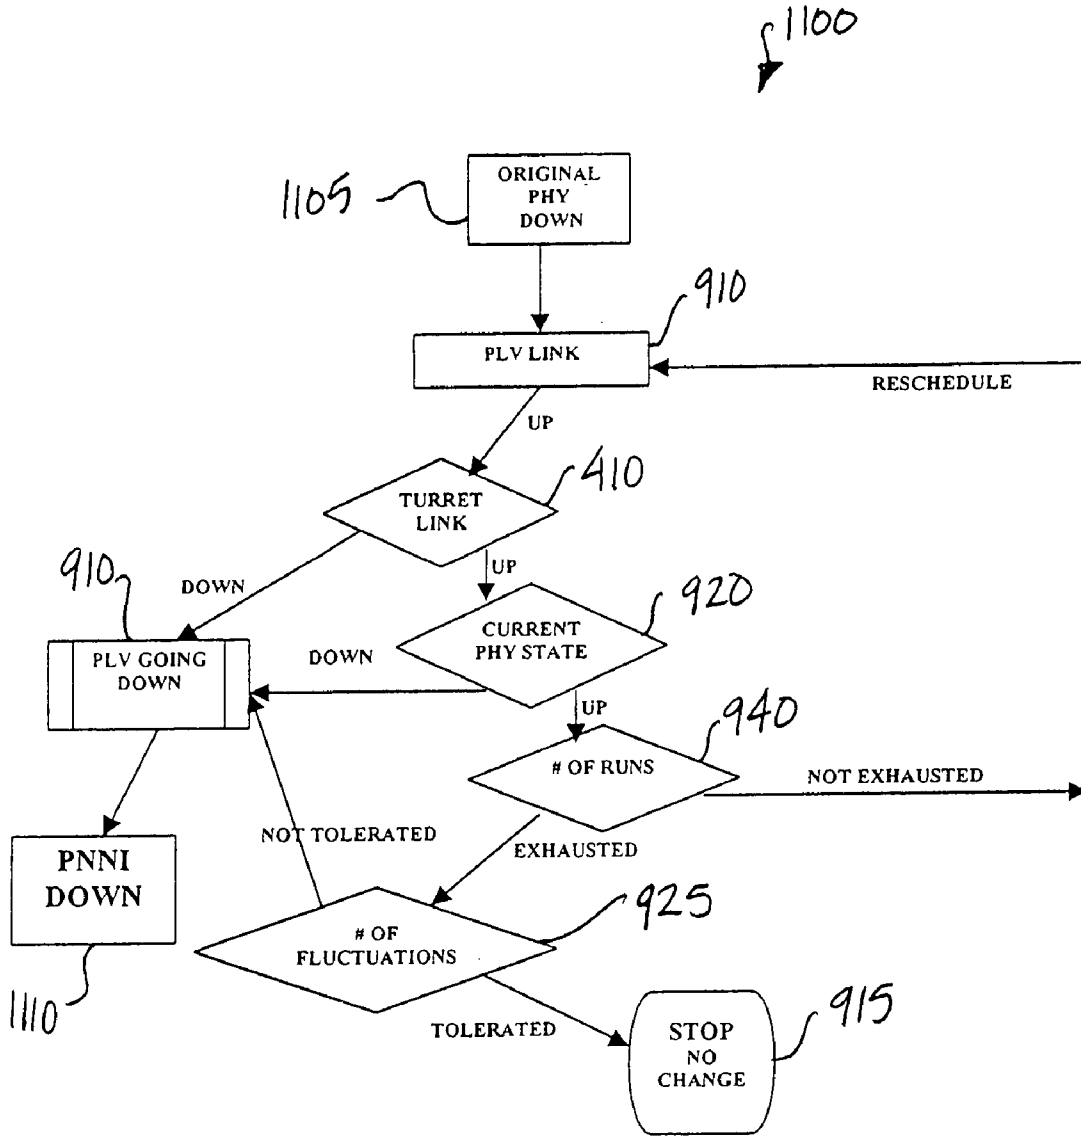 1100
ORIGINAL
PHY
DOWN
1105
910
PLV LINK
RESCHEDULE
UP
TURRET
LINK
410
910
DOWN
UP
920
CURRENT
PHY STATE
PLV GOING
DOWN
DOWN
UP
940
# OF RUNS
NOT EXHAUSTED
NOT TOLERATED
EXHAUSTED
PNNI
DOWN
925
# OF
FLUCTUATIONS
1110
TOLERATED
STOP
NO
CHANGE
915